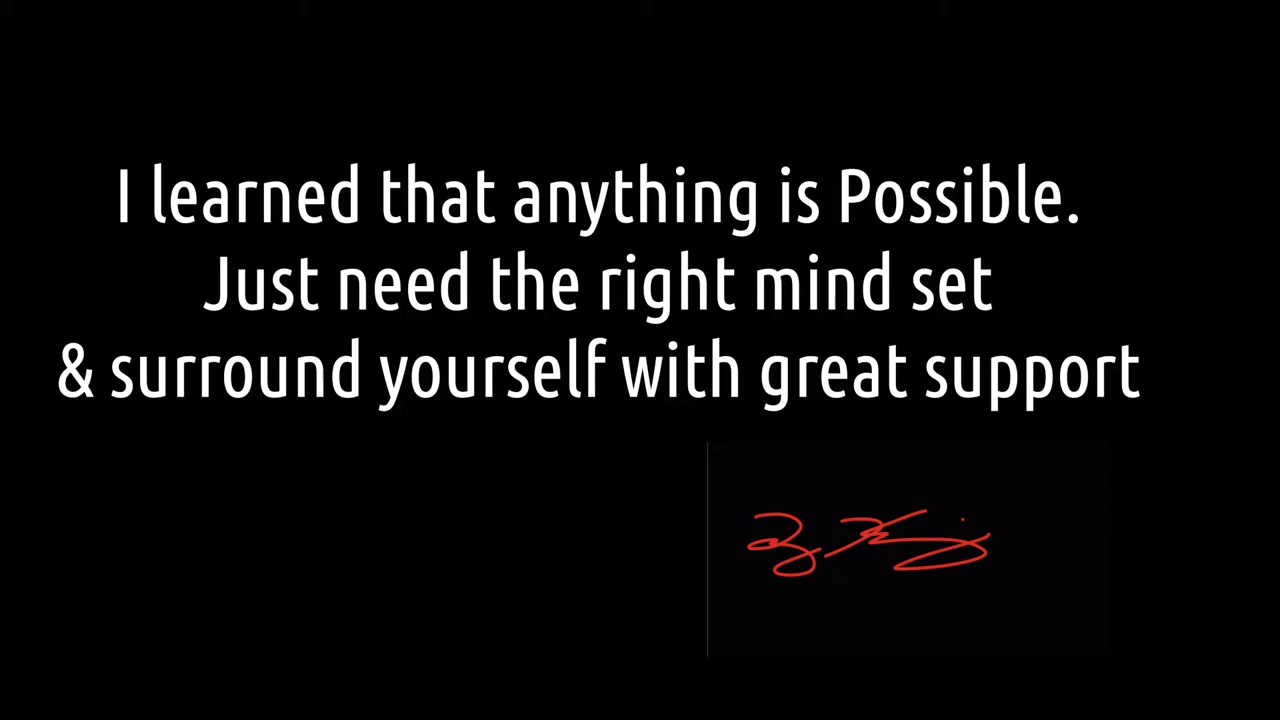 I learned that anything is Possible.
Just need the right mind set
& surround yourself with great support